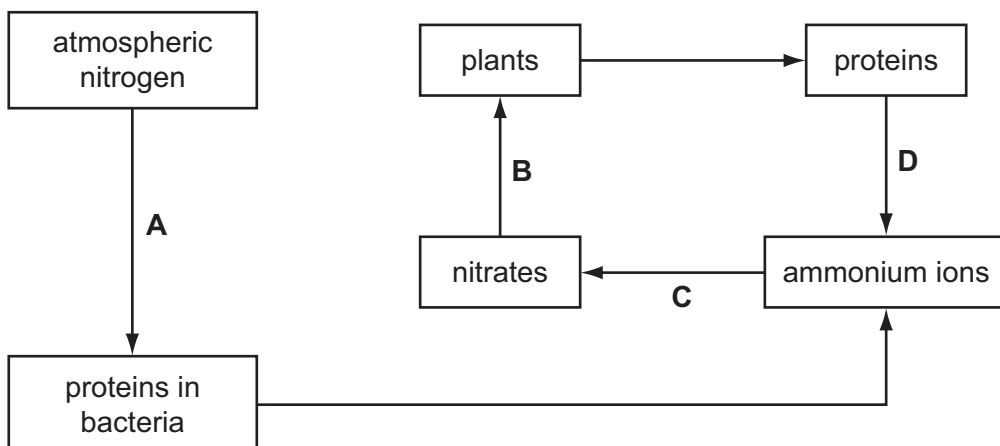 atmospheric
nitrogen
plants
proteins
A
B
D
nitrates
C
ammonium ions
proteins in
bacteria